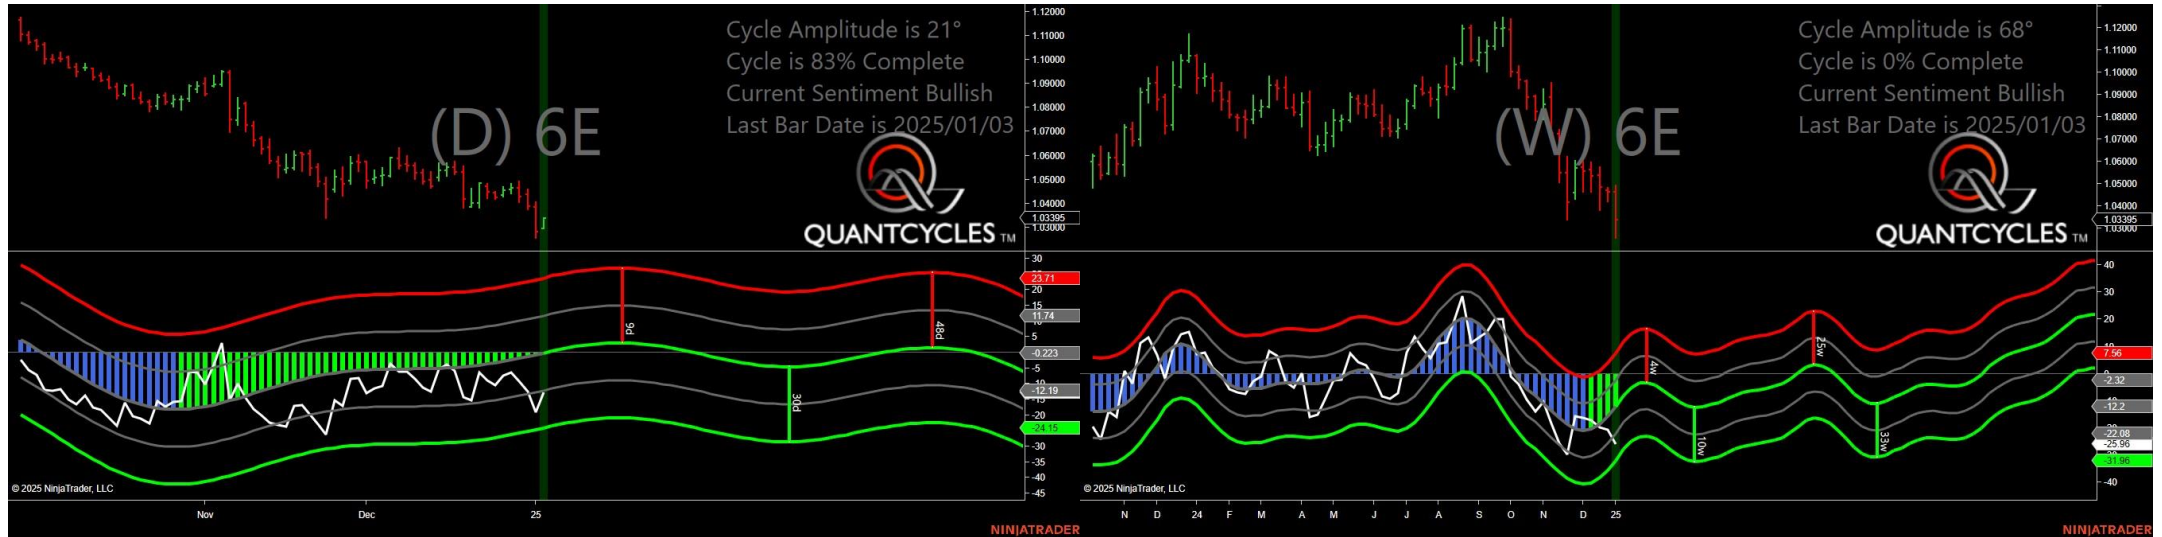 Cycle Amplitude is 21°
Cycle is 83% Complete
Current Sentiment Bullish
Last Bar Date is 2025/01/03
(D) 6E
QUANTCYCLES TM
1.12000
1.11000
1.10000
1.09000
1.08000
1.07000
1.06000
1.05000
1.04000
1.03395
1.03000
30
23.71
20
15
11.74
5
-0.223
-5
-12.19
-15
-20
-24.15
-30
-35
-40
-45
9d
30d
48d
© 2025 NinjaTrader, LLC
Nov
Dec
25
NINJATRADER
Cycle Amplitude is 68°
Cycle is 0% Complete
Current Sentiment Bullish
Last Bar Date is 2025/01/03
(W) 6E
QUANTCYCLES TM
1.12000
1.11000
1.10000
1.09000
1.08000
1.07000
1.06000
1.05000
1.04000
1.03395
1.03000
40
30
20
7.56
-2.32
-12.2
-22.08
-25.96
-31.96
-40
4w
10w
25w
33w
© 2025 NinjaTrader, LLC
N D 24 F M A M J J A S O N D 25
NINJATRADER